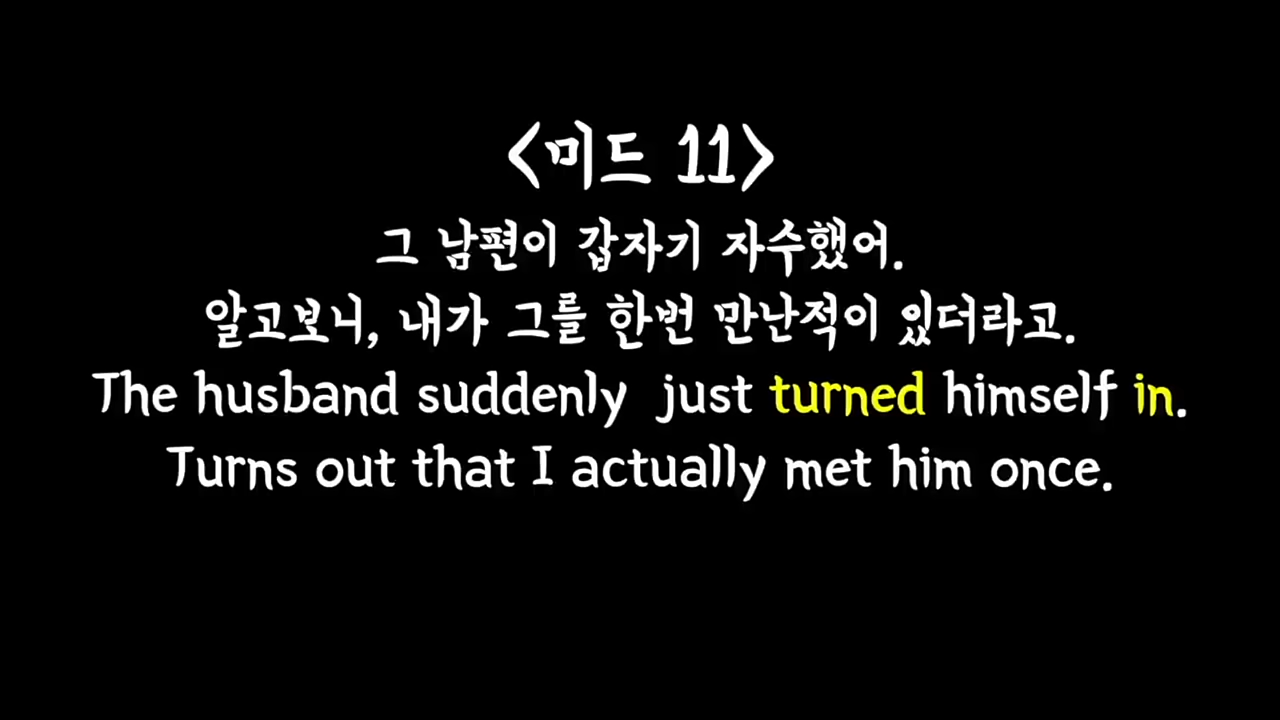 <미드 11>
그 남편이 갑자기 자수했어.
알고보니, 내가 그를 한번 만난적이 있더라고.
The husband suddenly just turned himself in.
Turns out that I actually met him once.